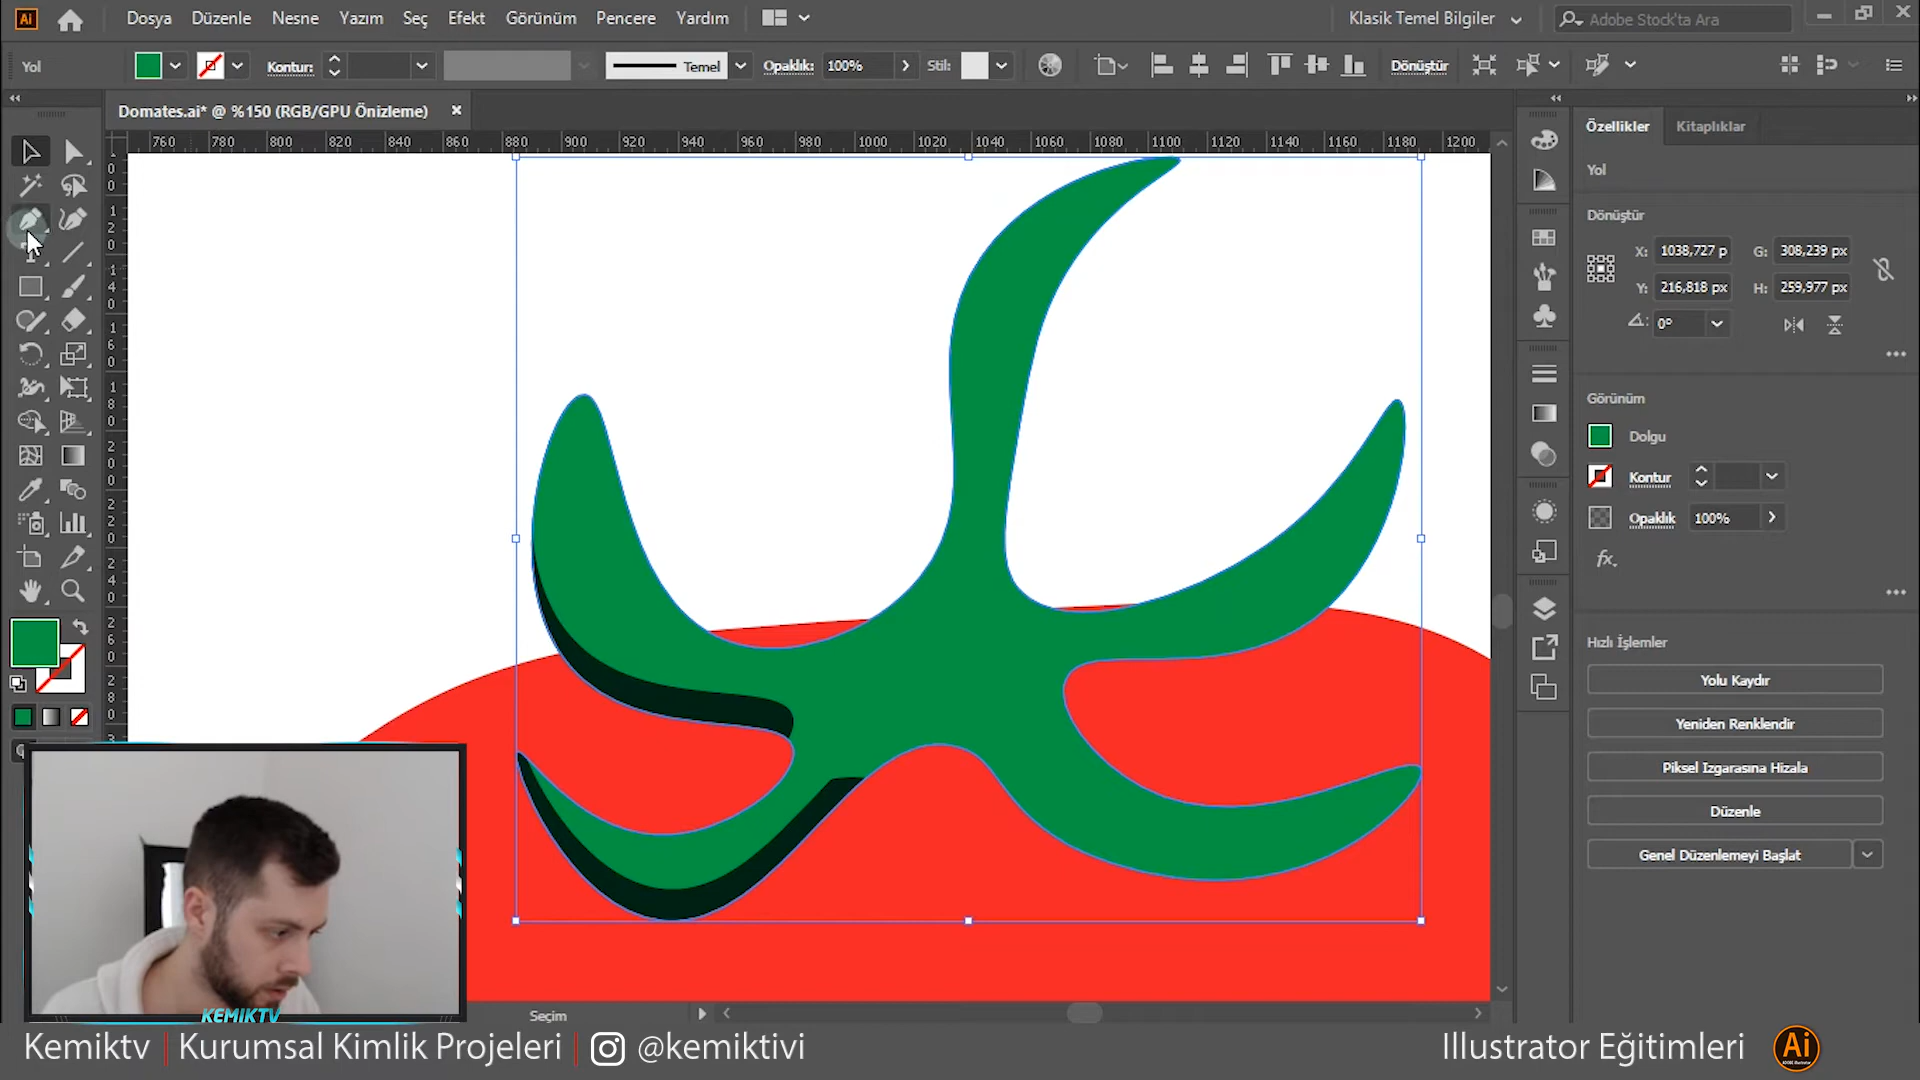 Ai Dosya Düzenle Nesne Yazım Seç Efekt Görünüm Pencere Yardım Klasik Temel Bilgiler Adobe Stock'ta Ara
Yol Kontur: Temel Opaklık: 100% Stil: Dönüştür
Domates.ai* @ %150 (RGB/GPU Önizleme)
Özellikler Kitaplıklar
760 780 800 820 840 860 880 900 920 940 960 980 1000 1020 1040 1060 1080 1100 1120 1140 1160 1180 1200
Yol
Dönüştür
X: 1038,727 p G: 308,239 px
Y: 216,818 px H: 259,977 px
0°
Görünüm
Dolgu
Kontur
Opaklık 100%
fx.
Hızlı İşlemler
Yolu Kaydır
Yeniden Renklendir
Piksel Izgarasına Hizala
Düzenle
Genel Düzenlemeyi Başlat
KEMIKTV
Seçim
Kemiktv | Kurumsal Kimlik Projeleri | @kemiktivi Illustrator Eğitimleri Ai